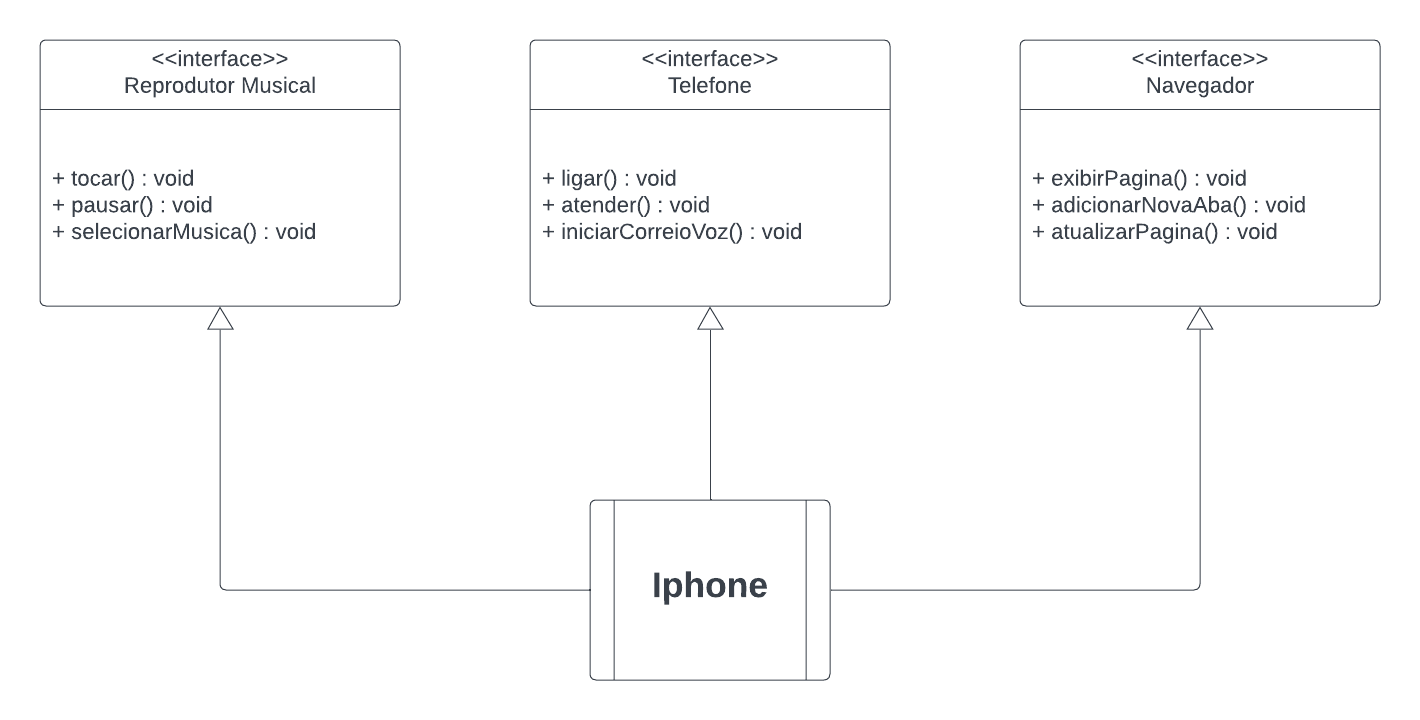 <<interface>>
Reprodutor Musical
+ tocar() : void
+ pausar() : void
+ selecionarMusica() : void
<<interface>>
Telefone
+ ligar() : void
+ atender() : void
+ iniciarCorreioVoz() : void
<<interface>>
Navegador
+ exibirPagina() : void
+ adicionarNovaAba() : void
+ atualizarPagina() : void
Iphone